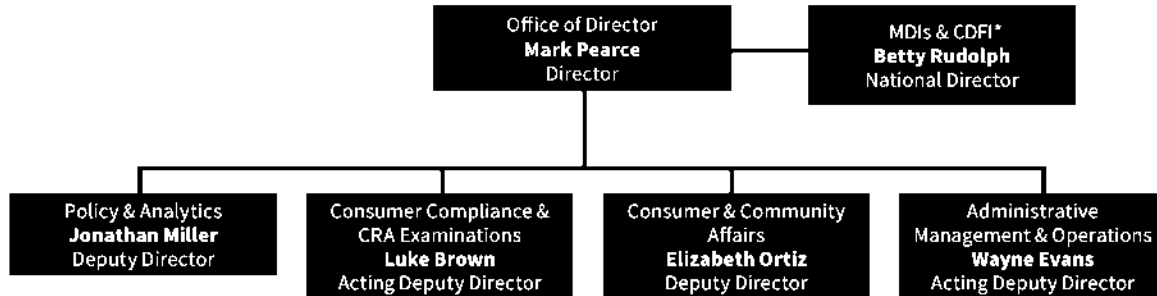 Office of Director
Mark Pearce
Director
MDIs & CDFI*
Betty Rudolph
National Director
Policy & Analytics
Jonathan Miller
Deputy Director
Consumer Compliance &
CRA Examinations
Luke Brown
Acting Deputy Director
Consumer & Community
Affairs
Elizabeth Ortiz
Deputy Director
Administrative
Management & Operations
Wayne Evans
Acting Deputy Director